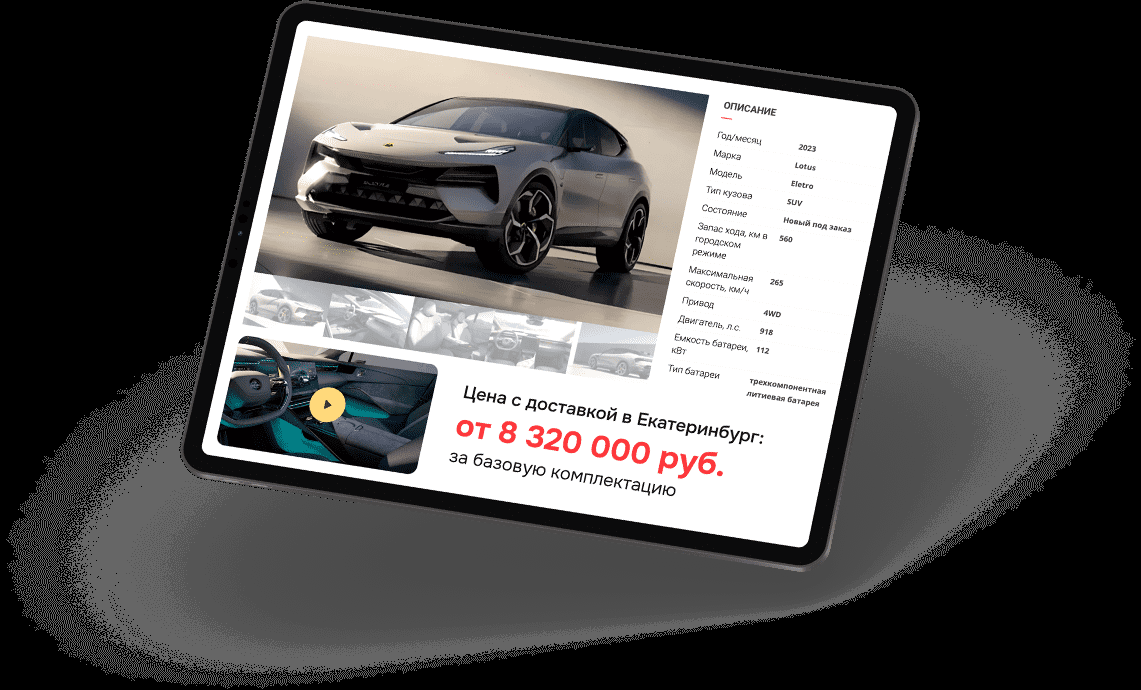 ОПИСАНИЕ
Год/месяц 2023
Марка Lotus
Модель Eletro
Тип кузова SUV
Состояние Новый под заказ
Запас хода, км в 560
городском
режиме
Максимальная 265
скорость, км/ч
Привод 4WD
Двигатель, л.с. 918
Емкость батареи, 112
кВт
Тип батареи трехкомпонентная
литиевая батарея
Цена с доставкой в Екатеринбург:
от 8 320 000 руб.
за базовую комплектацию